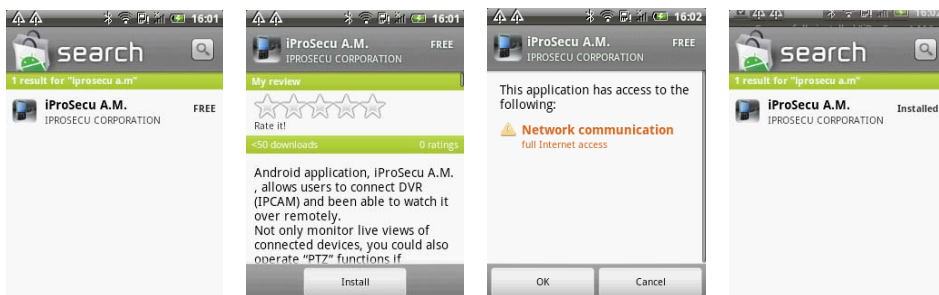 16:01
search
1 result for "Iprosecu a.m"
iProSecu A.M.
FREE
IPROSECU CORPORATION
16:01
iProSecu A.M.
FREE
IPROSECU CORPORATION
My review
Rate it!
<50 downloads
0 ratings
Android application, iProSecu A.M.
, allows users to connect DVR
(IPCAM) and been able to watch it
over remotely.
Not only monitor live views of
connected devices, you could also
operate "PTZ" functions if
Install
16:02
iProSecu A.M.
FREE
IPROSECU CORPORATION
This application has access to the
following:
Network communication
full Internet access
OK
Cancel
search
1 result for "Iprosecu a.m"
iProSecu A.M.
Installed
IPROSECU CORPORATION